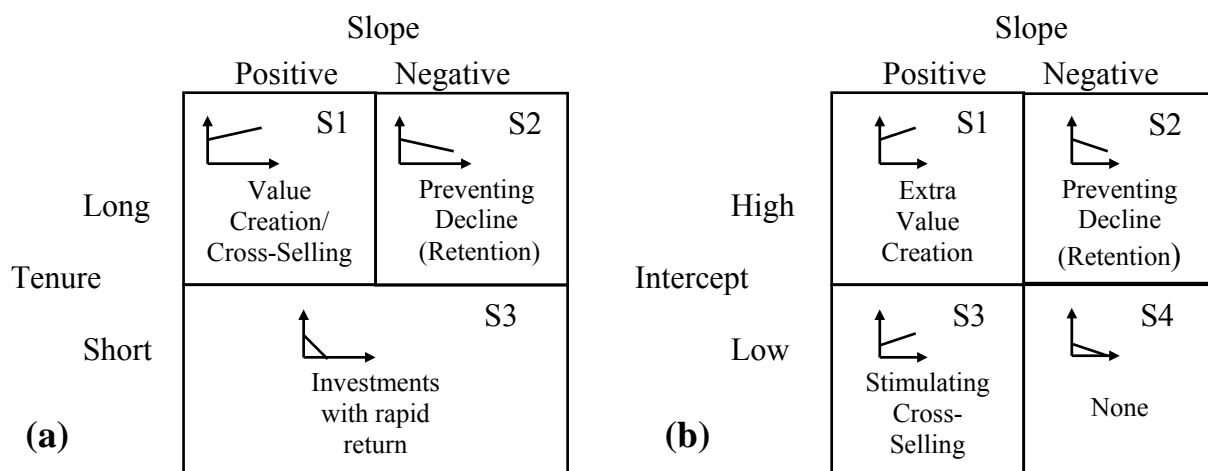 Slope
Positive Negative
S1
S2
Value
Creation/
Cross-Selling
Preventing
Decline
(Retention)
Long
Tenure
S3
Short
Investments
with rapid
return
(a)
Slope
Positive Negative
S1
S2
Extra
Value
Creation
Preventing
Decline
(Retention)
High
Intercept
S3
S4
Low
Stimulating
Cross-
Selling
None
(b)